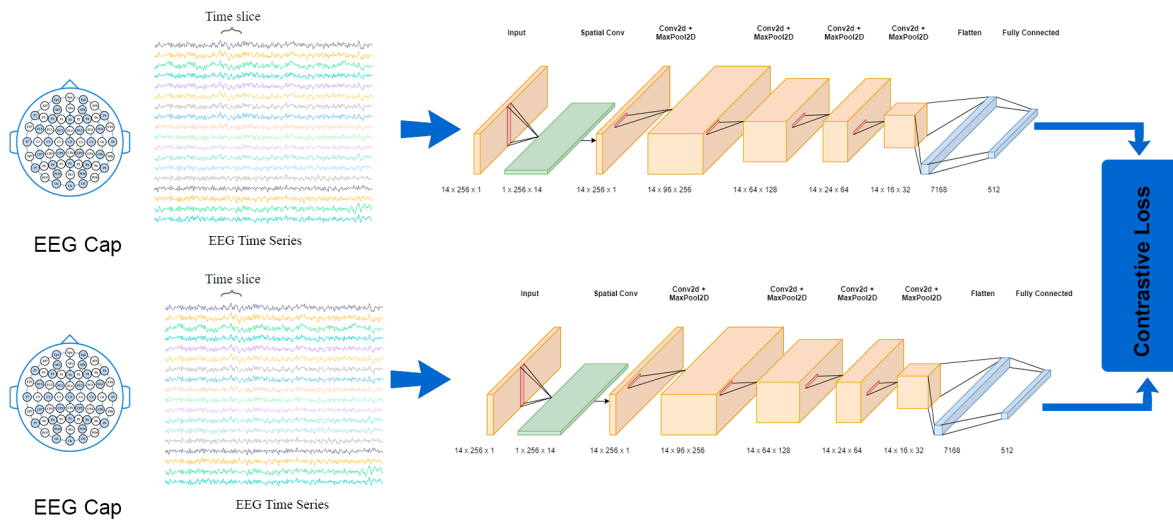 Time slice
Input
Spatial Conv
Conv2d +
MaxPool2D
Conv2d +
MaxPool2D
Conv2d +
MaxPool2D
Conv2d +
MaxPool2D
Flatten
Fully Connected
14 x 256 x 1
1 x 256 x 14
14 x 256 x 1
14 x 96 x 256
14 x 64 x 128
14 x 24 x 64
14 x 16 x 32
7168
512
EEG Cap
EEG Time Series
Contrastive Loss
Time slice
Input
Spatial Conv
Conv2d +
MaxPool2D
Conv2d +
MaxPool2D
Conv2d +
MaxPool2D
Conv2d +
MaxPool2D
Flatten
Fully Connected
14 x 256 x 1
1 x 256 x 14
14 x 256 x 1
14 x 96 x 256
14 x 64 x 128
14 x 24 x 64
14 x 16 x 32
7168
512
EEG Cap
EEG Time Series